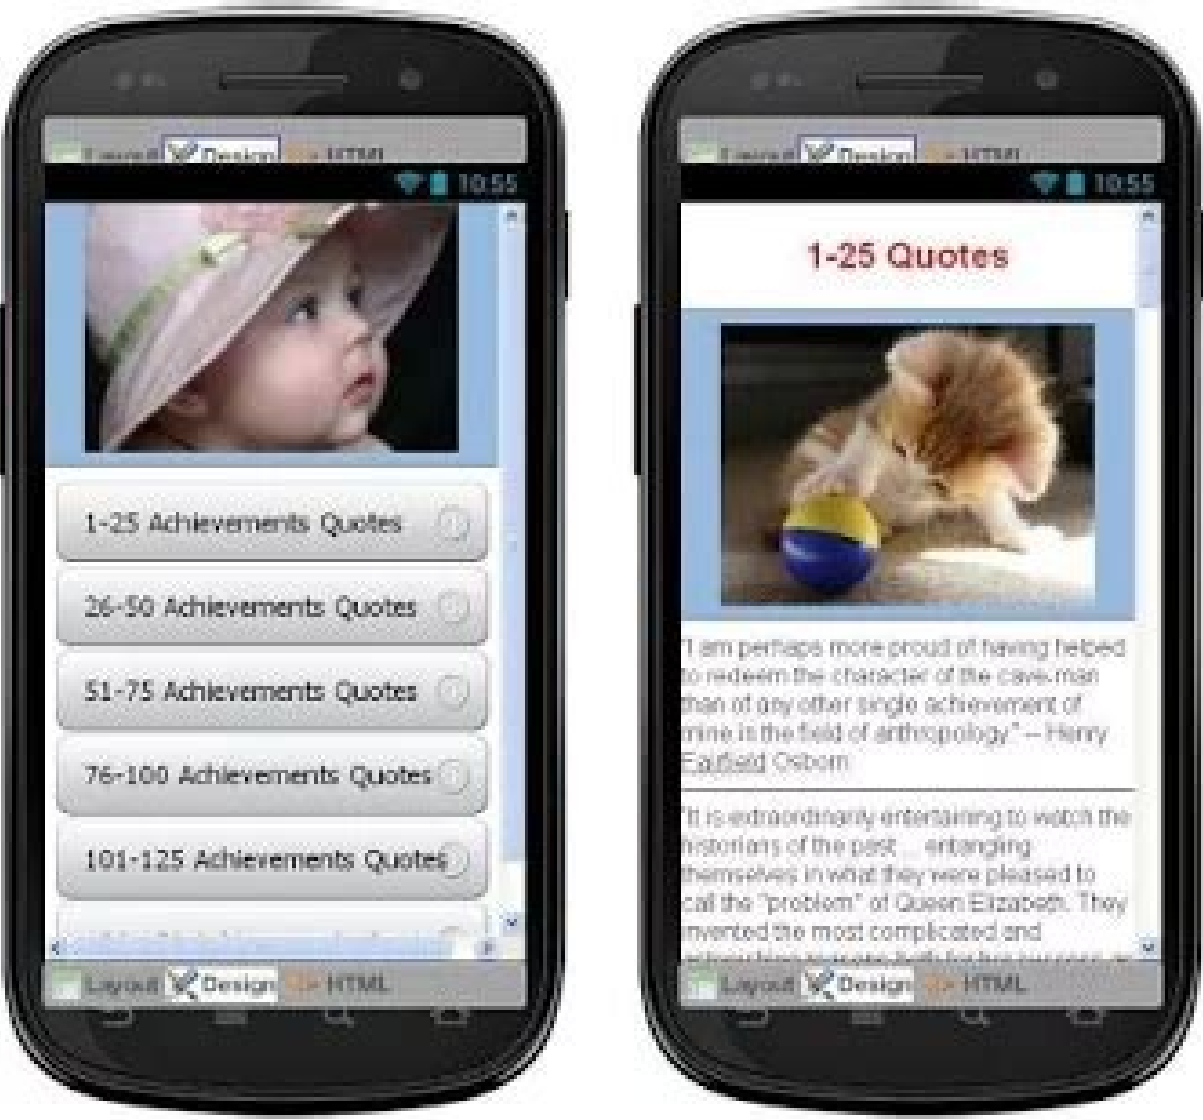 Layout Design HTML
10:55
1-25 Achievements Quotes
26-50 Achievements Quotes
51-75 Achievements Quotes
76-100 Achievements Quotes
101-125 Achievements Quotes
Layout Design HTML
Layout Design HTML
10:55
1-25 Quotes
"I am perhaps more proud of having helped
to redeem the character of the cave-man
than of any other single achievement of
mine in the field of anthropology." -- Henry
Fairfield Osborn
"It is extraordinarily entertaining to watch the
historians of the past ... entangling
themselves in what they were pleased to
call the "problem" of Queen Elizabeth. They
invented the most complicated and
Layout Design HTML